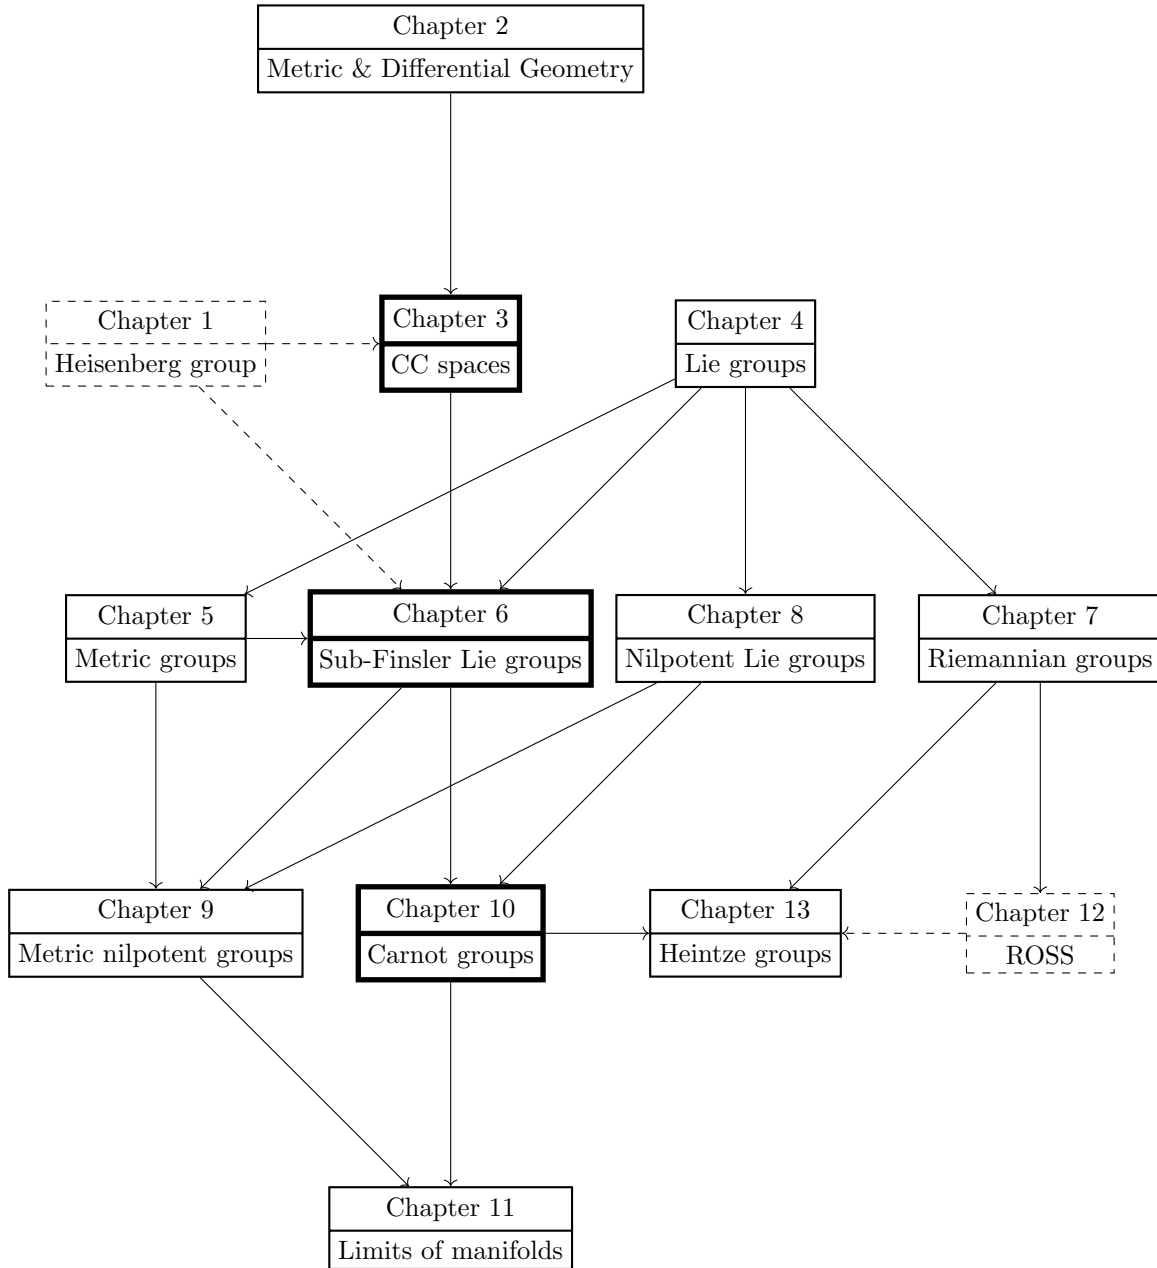 Chapter 2
Metric & Differential Geometry
Chapter 1
Heisenberg group
Chapter 3
CC spaces
Chapter 4
Lie groups
Chapter 5
Metric groups
Chapter 6
Sub-Finsler Lie groups
Chapter 8
Nilpotent Lie groups
Chapter 7
Riemannian groups
Chapter 9
Metric nilpotent groups
Chapter 10
Carnot groups
Chapter 13
Heintze groups
Chapter 12
ROSS
Chapter 11
Limits of manifolds